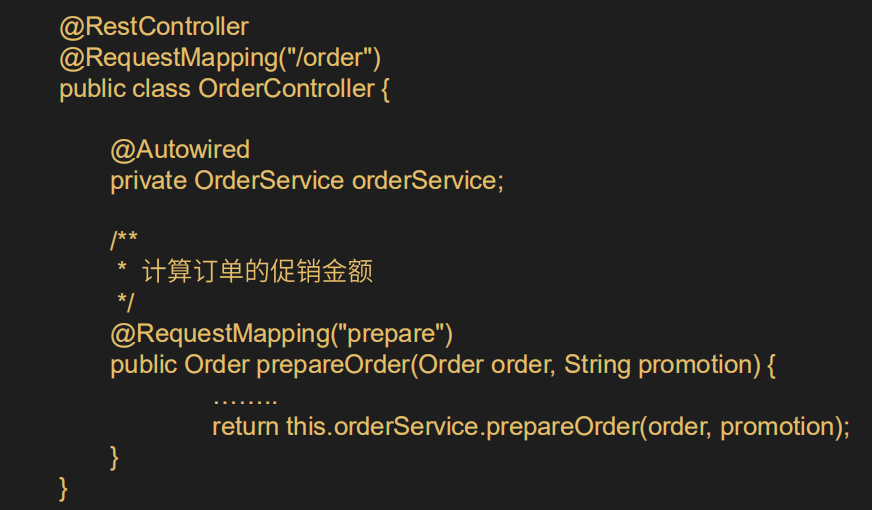 @RestController
@RequestMapping("/order")
public class OrderController {
@Autowired
private OrderService orderService;
/**
* 计算订单的促销金额
*/
@RequestMapping("prepare")
public Order prepareOrder(Order order, String promotion) {
........
return this.orderService.prepareOrder(order, promotion);
}
}